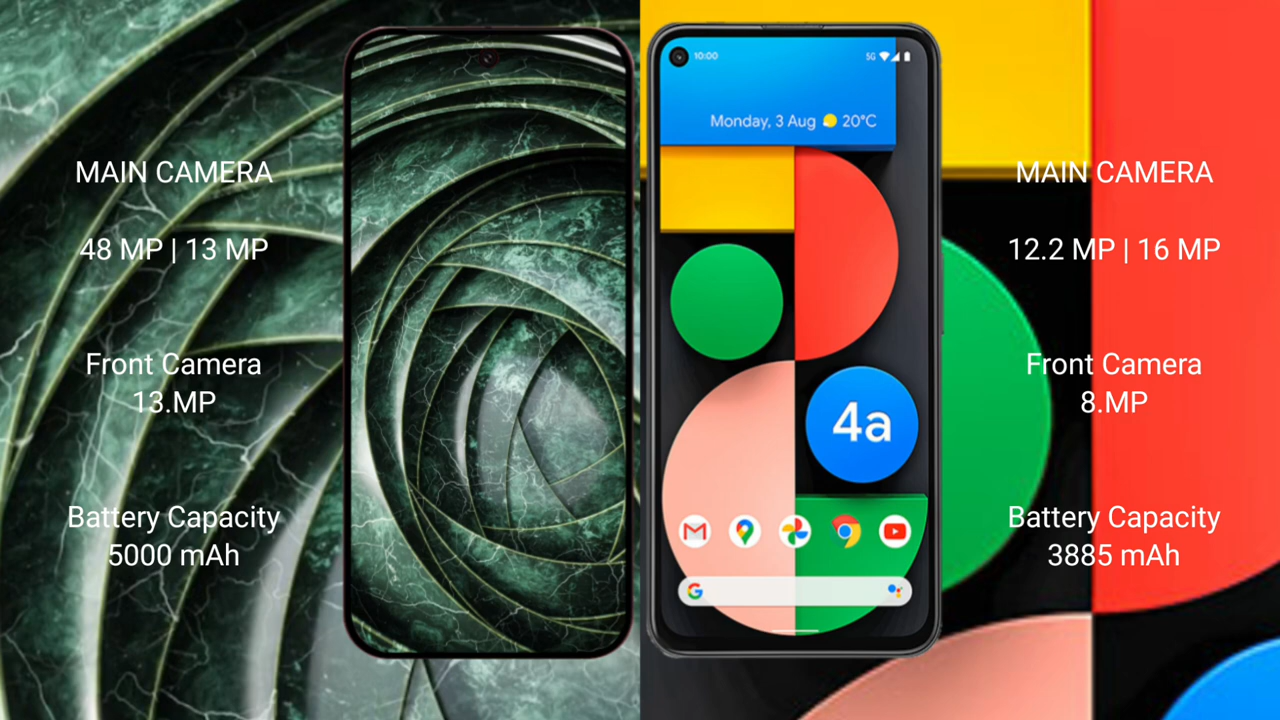 MAIN CAMERA
48 MP | 13 MP
Front Camera
13.MP
Battery Capacity
5000 mAh
10:00
5G
Monday, 3 Aug 20°C
4a
G
MAIN CAMERA
12.2 MP | 16 MP
Front Camera
8.MP
Battery Capacity
3885 mAh